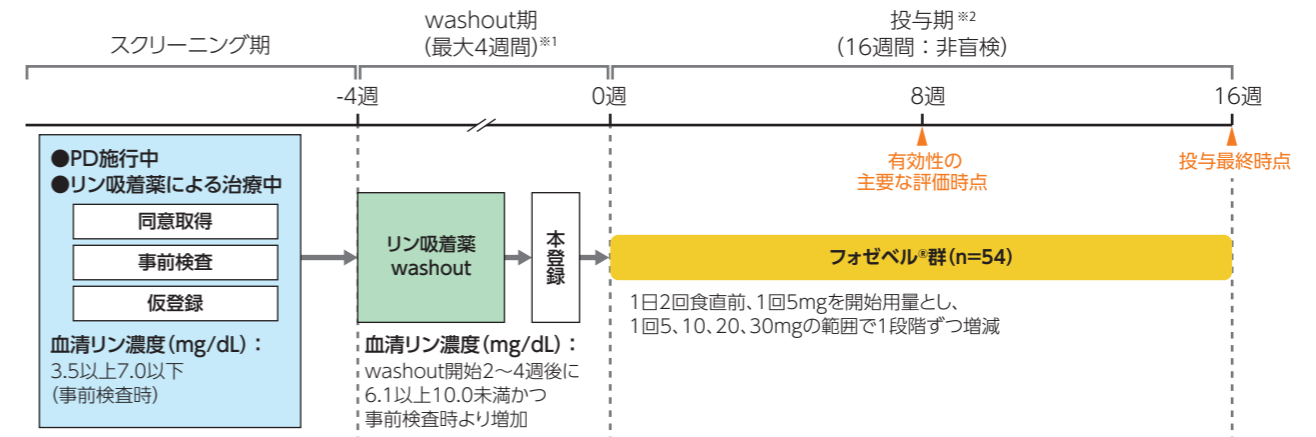 スクリーニング期
washout期
(最大4週間)※1
投与期※2
(16週間：非盲検)
-4週
0週
8週
16週
有効性の
主要な評価時点
投与最終時点
●PD施行中
●リン吸着薬による治療中
同意取得
事前検査
仮登録
血清リン濃度(mg/dL)：
3.5以上7.0以下
(事前検査時)
リン吸着薬
washout
本登録
血清リン濃度(mg/dL)：
washout開始2〜4週後に
6.1以上10.0未満かつ
事前検査時より増加
フォゼベル®群(n=54)
1日2回食直前、1回5mgを開始用量とし、
1回5、10、20、30mgの範囲で1段階ずつ増減